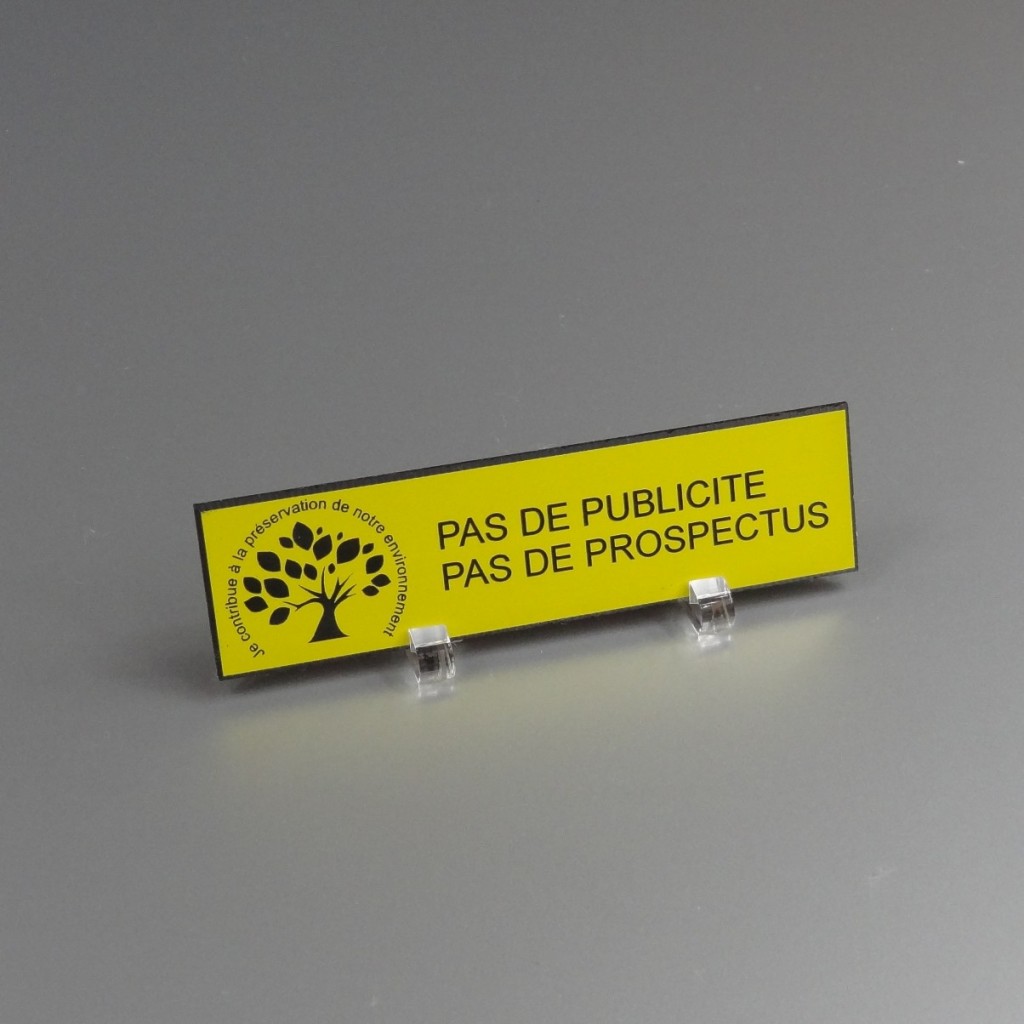 Je contribue à la préservation de notre environnement
PAS DE PUBLICITE
PAS DE PROSPECTUS